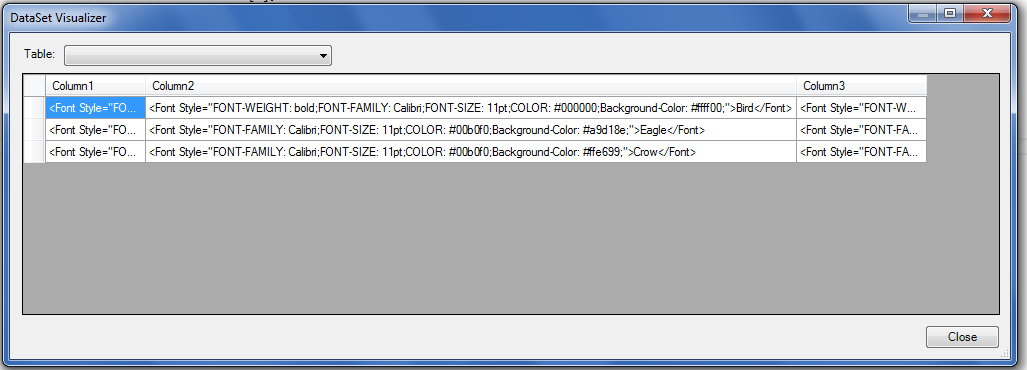 DataSet Visualizer
Table:
Column1 Column2 Column3
<Font Style="FO... <Font Style="FONT-WEIGHT: bold;FONT-FAMILY: Calibri;FONT-SIZE: 11pt;COLOR: #000000;Background-Color: #ffff00;">Bird</Font> <Font Style="FONT-W...
<Font Style="FO... <Font Style="FONT-FAMILY: Calibri;FONT-SIZE: 11pt;COLOR: #00b0f0;Background-Color: #a9d18e;">Eagle</Font> <Font Style="FONT-FA...
<Font Style="FO... <Font Style="FONT-FAMILY: Calibri;FONT-SIZE: 11pt;COLOR: #00b0f0;Background-Color: #ffe699;">Crow</Font> <Font Style="FONT-FA...
Close